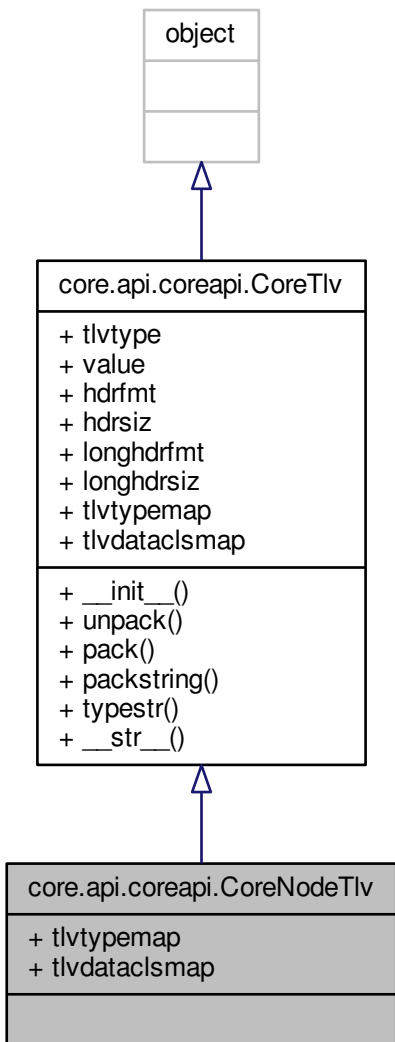 object
core.api.coreapi.CoreTlv
+ tlvtype
+ value
+ hdrfmt
+ hdrsiz
+ longhdrfmt
+ longhdrsiz
+ tlvtypemap
+ tlvdataclsmap
+ __init__()
+ unpack()
+ pack()
+ packstring()
+ typestr()
+ __str__()
core.api.coreapi.CoreNodeTlv
+ tlvtypemap
+ tlvdataclsmap